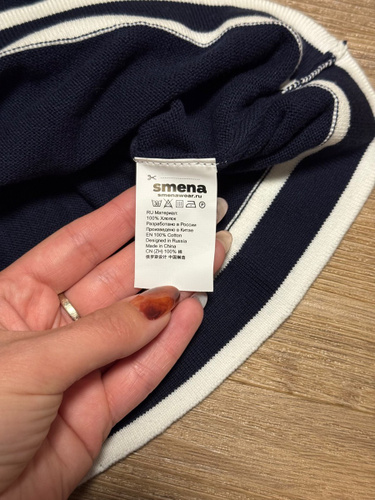 smena
smenawear.ru
RU Материал
100% Хлопок
Разработано в России
Произведено в Китае
EN 100% Cotton
Designed in Russia
Made in China
CN (ZH) 100% 棉
俄罗斯设计 中国制造